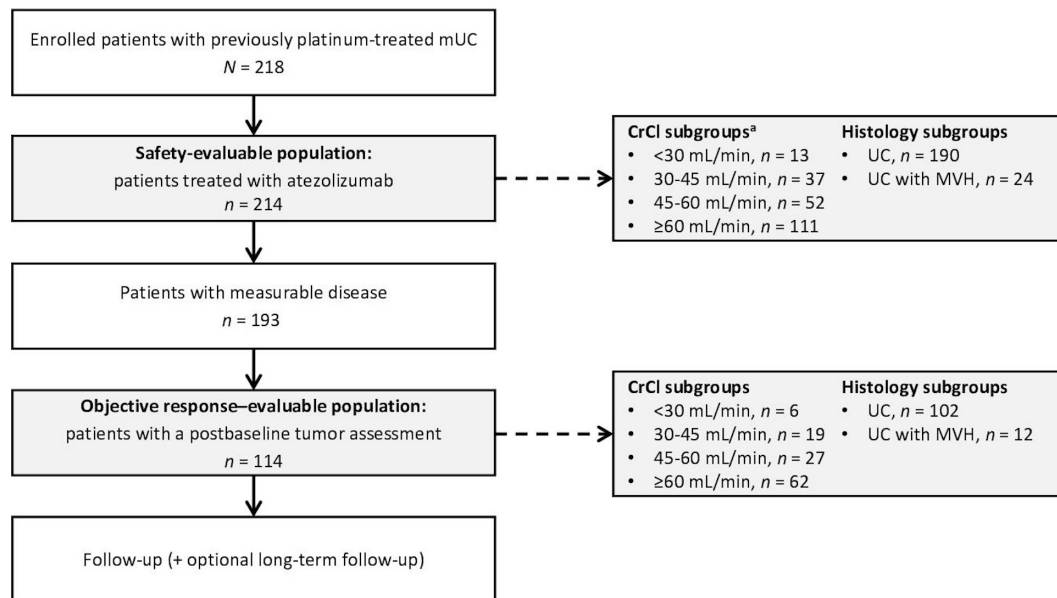 Enrolled patients with previously platinum-treated mUC
N = 218
Safety-evaluable population:
patients treated with atezolizumab
n = 214
CrCl subgroupsᵃ
• <30 mL/min, n = 13
• 30-45 mL/min, n = 37
• 45-60 mL/min, n = 52
• ≥60 mL/min, n = 111
Histology subgroups
• UC, n = 190
• UC with MVH, n = 24
Patients with measurable disease
n = 193
Objective response–evaluable population:
patients with a postbaseline tumor assessment
n = 114
CrCl subgroups
• <30 mL/min, n = 6
• 30-45 mL/min, n = 19
• 45-60 mL/min, n = 27
• ≥60 mL/min, n = 62
Histology subgroups
• UC, n = 102
• UC with MVH, n = 12
Follow-up (+ optional long-term follow-up)